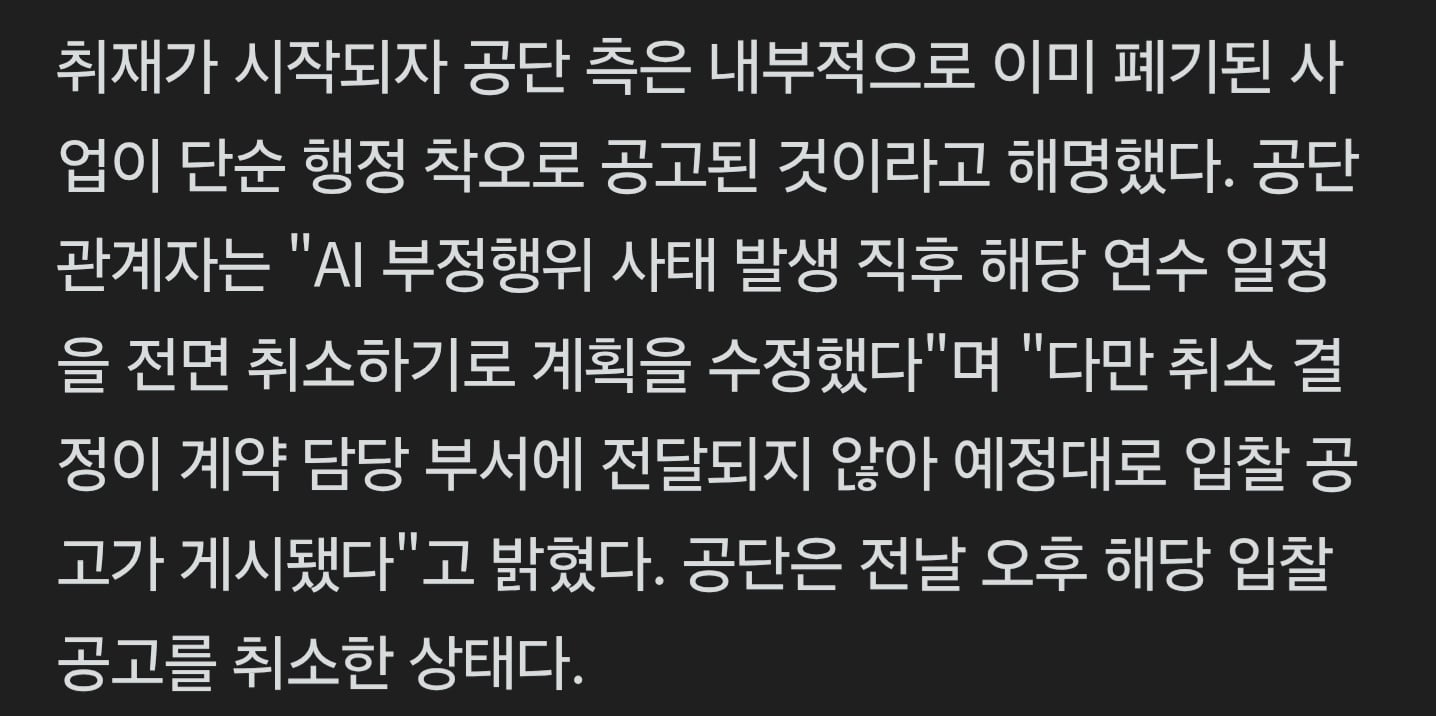 취재가 시작되자 공단 측은 내부적으로 이미 폐기된 사
업이 단순 행정 착오로 공고된 것이라고 해명했다. 공단
관계자는 "AI 부정행위 사태 발생 직후 해당 연수 일정
을 전면 취소하기로 계획을 수정했다"며 "다만 취소 결
정이 계약 담당 부서에 전달되지 않아 예정대로 입찰 공
고가 게시됐다"고 밝혔다. 공단은 전날 오후 해당 입찰
공고를 취소한 상태다.